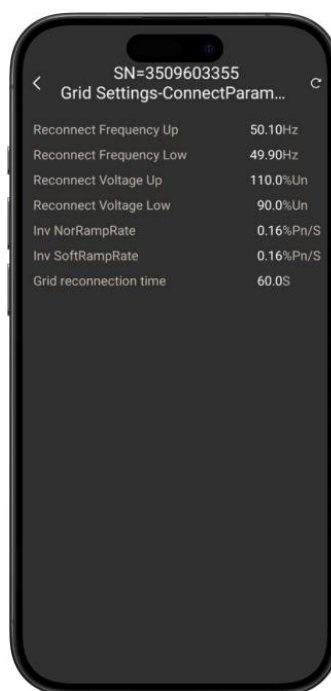 SN=3509603355
Grid Settings-ConnectParam...
Reconnect Frequency Up 50.10Hz
Reconnect Frequency Low 49.90Hz
Reconnect Voltage Up 110.0%Un
Reconnect Voltage Low 90.0%Un
Inv NorRampRate 0.16%Pn/S
Inv SoftRampRate 0.16%Pn/S
Grid reconnection time 60.0S